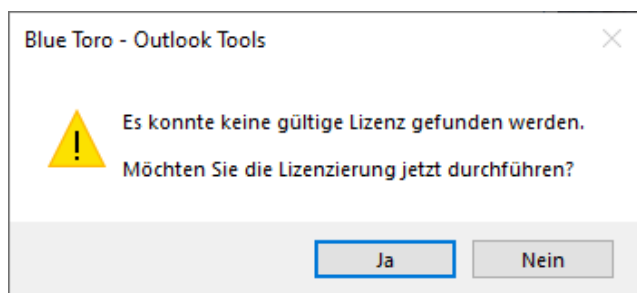 Blue Toro - Outlook Tools
Es konnte keine gültige Lizenz gefunden werden.
Möchten Sie die Lizenzierung jetzt durchführen?
Ja
Nein